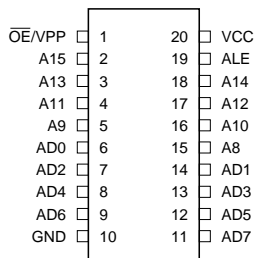 O̅E̅/VPP 1 20 VCC
A15 2 19 ALE
A13 3 18 A14
A11 4 17 A12
A9 5 16 A10
AD0 6 15 A8
AD2 7 14 AD1
AD4 8 13 AD3
AD6 9 12 AD5
GND 10 11 AD7